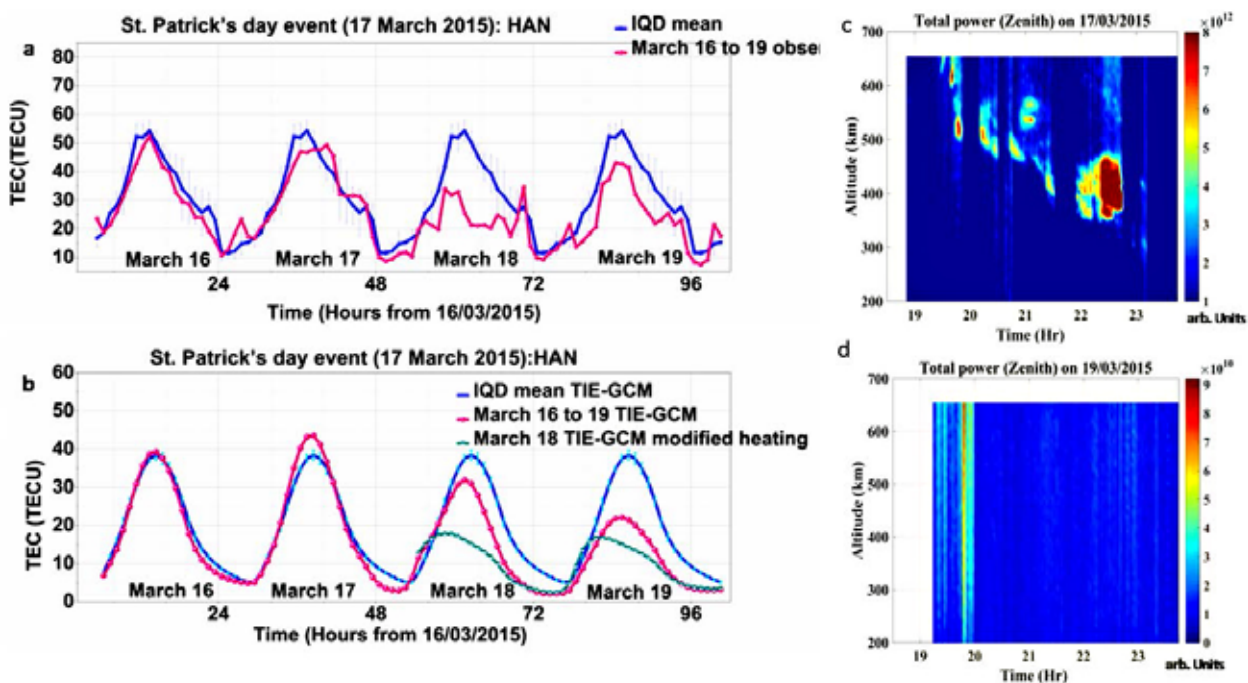 a
St. Patrick's day event (17 March 2015): HAN
IQD mean
March 16 to 19 obser
TEC(TECU)
80
70
60
50
40
30
20
10
March 16
March 17
March 18
March 19
24
48
72
96
Time (Hours from 16/03/2015)
b
St. Patrick's day event (17 March 2015):HAN
IQD mean TIE-GCM
March 16 to 19 TIE-GCM
March 18 TIE-GCM modified heating
TEC (TECU)
60
50
40
30
20
10
0
March 16
March 17
March 18
March 19
24
48
72
96
Time (Hours from 16/03/2015)
c
Total power (Zenith) on 17/03/2015
Altitude (km)
700
600
500
400
300
200
19
20
21
22
23
Time (Hr)
×10¹²
8
7
6
5
4
3
2
1
arb. Units
d
Total power (Zenith) on 19/03/2015
Altitude (km)
700
600
500
400
300
200
19
20
21
22
23
Time (Hr)
×10¹⁰
9
8
7
6
5
4
3
2
1
0
arb. Units